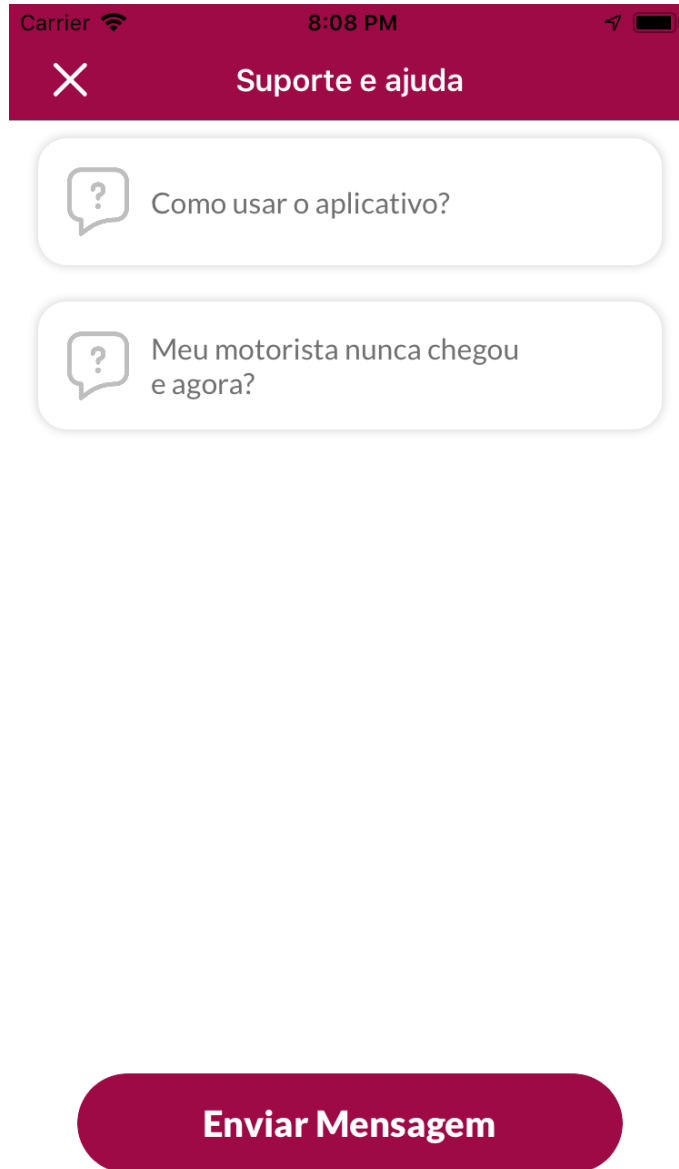 Carrier 8:08 PM
Suporte e ajuda
Como usar o aplicativo?
Meu motorista nunca chegou
e agora?
Enviar Mensagem